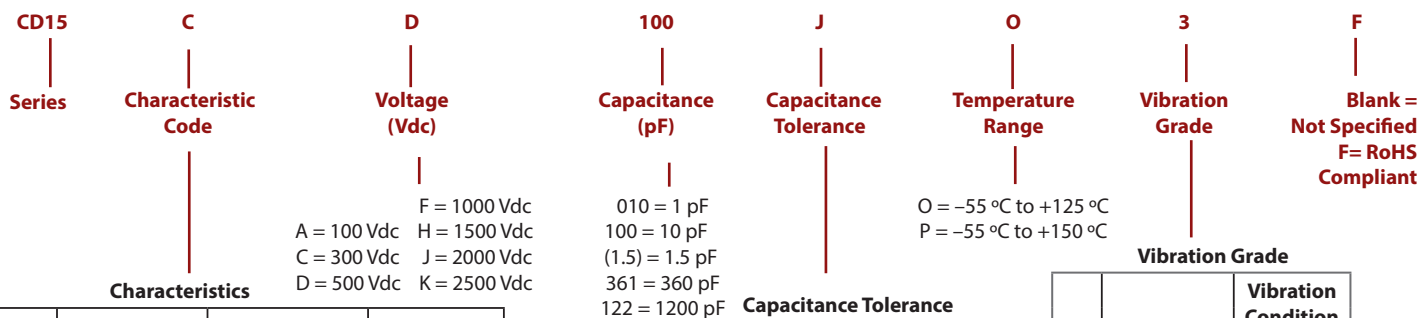 CD15 C D 100 J O 3 F
Series Characteristic Voltage Capacitance Capacitance Temperature Vibration Blank =
Code (Vdc) (pF) Tolerance Range Grade Not Specified
F= RoHS
Compliant
F = 1000 Vdc 010 = 1 pF O = –55 ºC to +125 ºC
A = 100 Vdc H = 1500 Vdc 100 = 10 pF P = –55 ºC to +150 ºC
C = 300 Vdc J = 2000 Vdc (1.5) = 1.5 pF Vibration Grade
D = 500 Vdc K = 2500 Vdc 361 = 360 pF
Characteristics 122 = 1200 pF Capacitance Tolerance Vibration
Condition